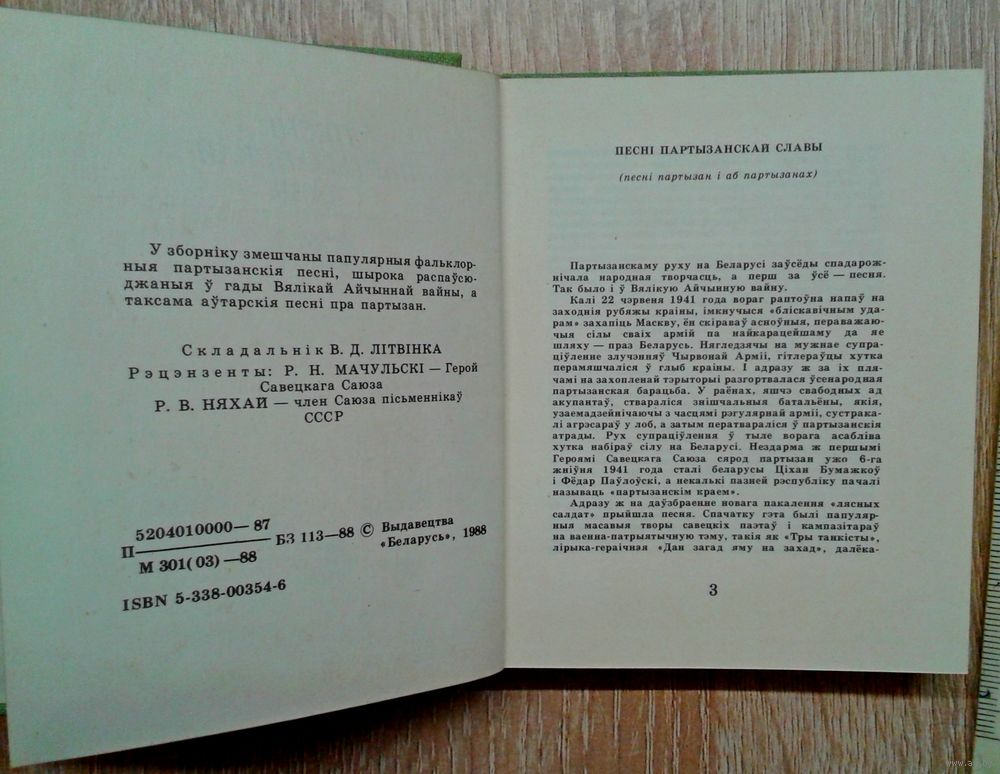 У зборніку змешчаны папулярныя фальклор-
ныя партызанскія песні, шырока распаўсю-
джаныя ў гады Вялікай Айчыннай вайны, а
таксама аўтарскія песні пра партызан.
Складальнік В. Д. ЛІТВІНКА
Рэцэнзенты: Р. Н. МАЧУЛЬСКІ — Герой
Савецкага Саюза
Р. В. НЯХАЙ — член Саюза пісьменнікаў
СССР
5204010000—87
П———— БЗ 113—88 © Выдавецтва
М 301(03)—88 «Беларусь», 1988
ISBN 5-338-00354-6
ПЕСНІ ПАРТЫЗАНСКАЙ СЛАВЫ
(песні партызан і аб партызанах)
Партызанскаму руху на Беларусі заўсёды спадарож-
нічала народная творчасць, а перш за ўсё — песня.
Так было і ў Вялікую Айчынную вайну.
Калі 22 чэрвеня 1941 года вораг раптоўна напаў на
заходнія рубяжы краіны, імкнучыся «бліскавічным уда-
рам» захапіць Маскву, ён скіраваў асноўныя, пераважаю-
чыя сілы сваіх армій па найкарацейшаму да яе
шляху — праз Беларусь. Нягледзячы на мужнае супра-
ціўленне злучэнняў Чырвонай Арміі, гітлераўцы хутка
перамяшчаліся ў глыб краіны. І адразу ж за іх пля-
чамі на захопленай тэрыторыі разгортвалася ўсенародная
партызанская барацьба. У раёнах, яшчэ свабодных ад
акупантаў, ствараліся знішчальныя батальёны, якія,
узаемадзейнічаючы з часцямі рэгулярнай арміі, сустрака-
лі агрэсараў у лоб, а затым ператвараліся ў партызанскія
атрады. Рух супраціўлення ў тыле ворага асабліва
хутка набіраў сілу на Беларусі. Нездарма ж першымі
Героямі Савецкага Саюза сярод партызан ужо 6-га
жніўня 1941 года сталі беларусы Ціхан Бумажкоў
і Фёдар Паўлоўскі, а некалькі пазней рэспубліку пачалі
называць «партызанскім краем».
Адразу ж на даўзбраенне новага пакалення «лясных
салдат» прыйшла песня. Спачатку гэта былі папуляр-
ныя масавыя творы савецкіх паэтаў і кампазітараў
на ваенна-патрыятычную тэму, такія як «Тры танкісты»,
лірыка-гераічная «Дан загад яму на захад», далёка-
3